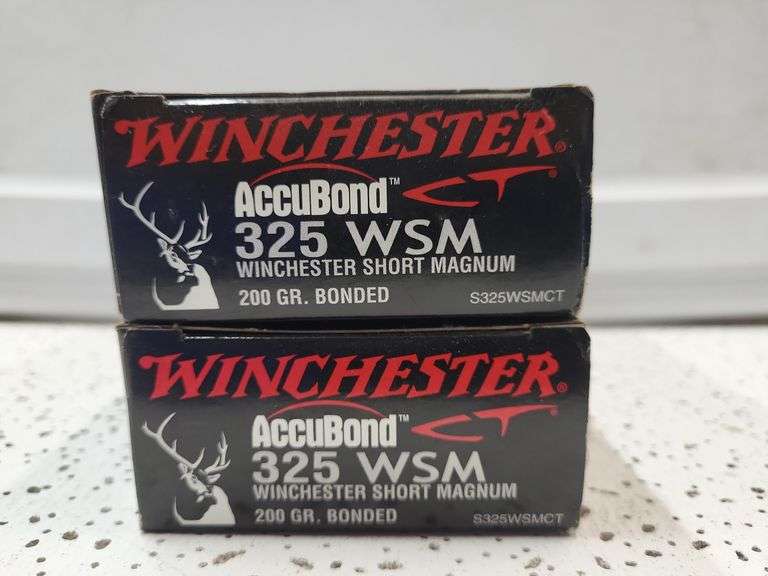 WINCHESTER®
AccuBond™ CT®
325 WSM
WINCHESTER SHORT MAGNUM
200 GR. BONDED S325WSMCT
WINCHESTER®
AccuBond™ CT®
325 WSM
WINCHESTER SHORT MAGNUM
200 GR. BONDED S325WSMCT